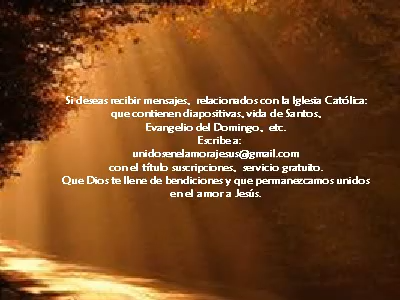 Si deseas recibir mensajes, relacionados con la Iglesia Católica:
que contienen diapositivas, vida de Santos,
Evangelio del Domingo, etc.
Escribe a:
unidosenelamorajesus@gmail.com
con el título suscripciones, servicio gratuito.
Que Dios te llene de bendiciones y que permanezcamos unidos
en el amor a Jesús.